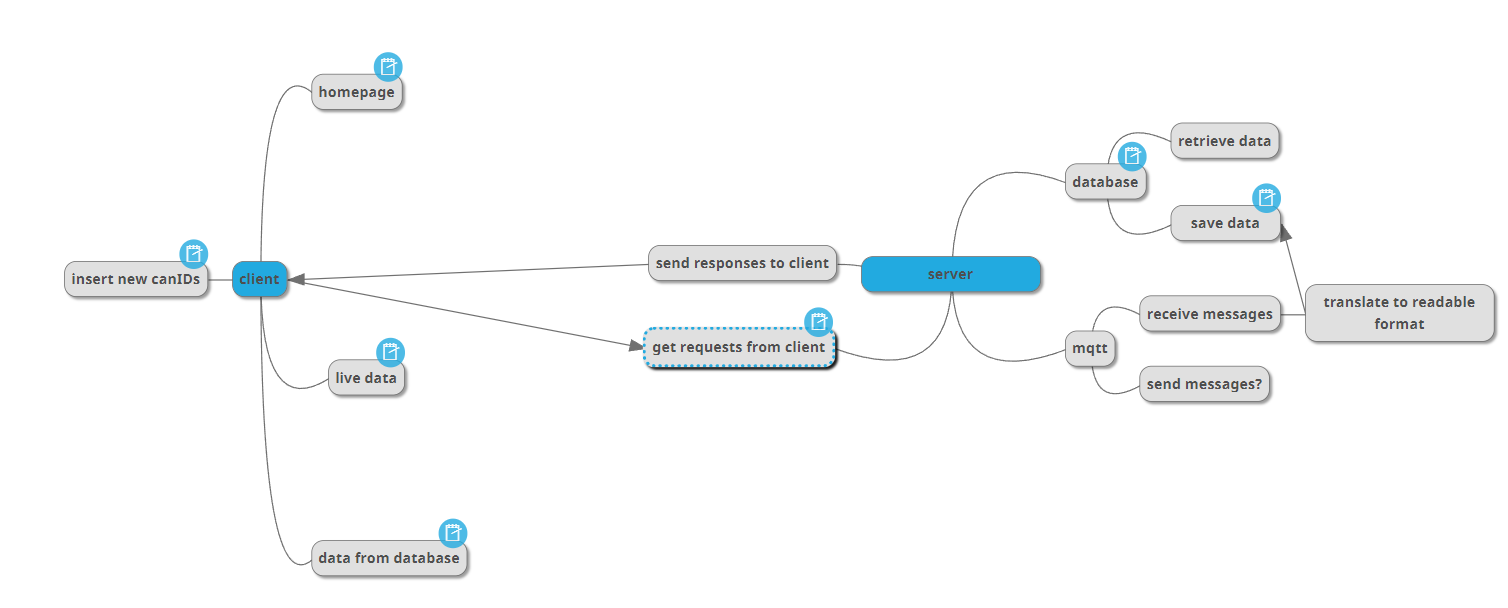 homepage
insert new canIDs
client
live data
data from database
send responses to client
get requests from client
server
database
retrieve data
save data
mqtt
receive messages
send messages?
translate to readable
format